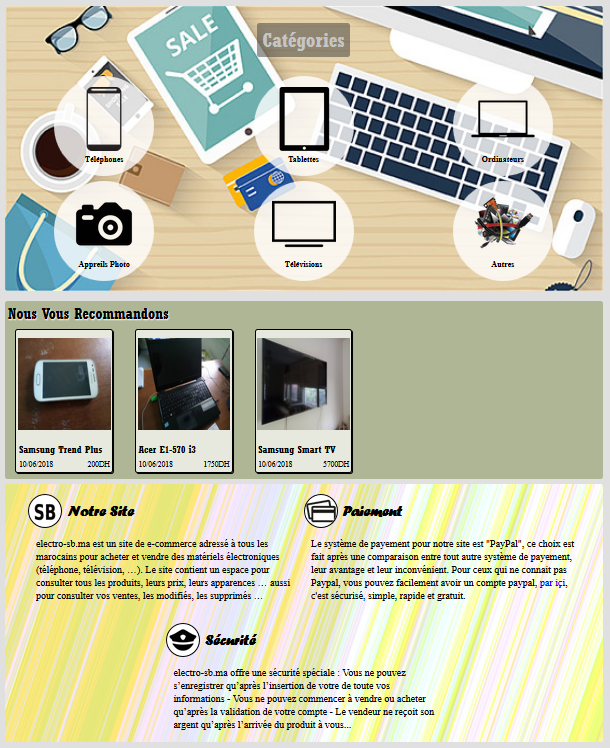 SALE
Catégories
Téléphones
Tablettes
Ordinateurs
Appreils Photo
Télévisions
Autres
Nous Vous Recommandons
Samsung Trend Plus
10/06/2018 200DH
Acer E1-570 i3
10/06/2018 1750DH
Samsung Smart TV
10/06/2018 5700DH
SB Notre Site
electro-sb.ma est un site de e-commerce adressé à tous les
marocains pour acheter et vendre des matériels électroniques
(téléphone, télévision, …). Le site contient un espace pour
consulter tous les produits, leurs prix, leurs apparences … aussi
pour consulter vos ventes, les modifiés, les supprimés …
Paiement
Le système de payement pour notre site est "PayPal", ce choix est
fait après une comparaison entre tout autre système de payement,
leur avantage et leur inconvénient. Pour ceux qui ne connait pas
Paypal, vous pouvez facilement avoir un compte paypal, par içi,
c'est sécurisé, simple, rapide et gratuit.
Sécurité
electro-sb.ma offre une sécurité spéciale : Vous ne pouvez
s’enregistrer qu’après l’insertion de votre de toute vos
informations - Vous ne pouvez commencer à vendre ou acheter
qu’après la validation de votre compte - Le vendeur ne reçoit son
argent qu’après l’arrivée du produit à vous...